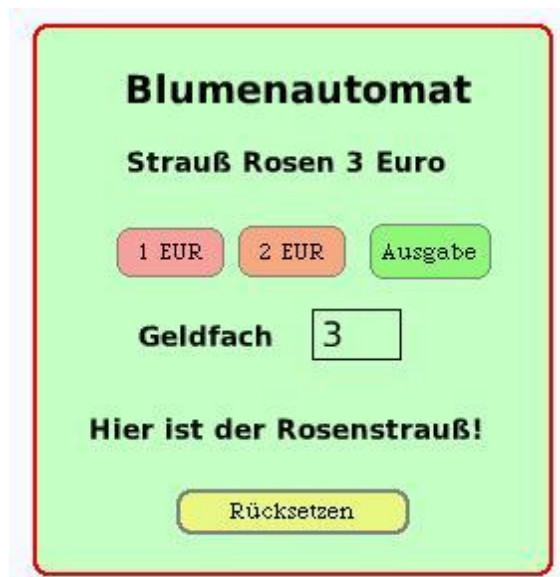 Blumenautomat
Strauß Rosen 3 Euro
1 EUR 2 EUR Ausgabe
Geldfach 3
Hier ist der Rosenstrauß!
Rücksetzen